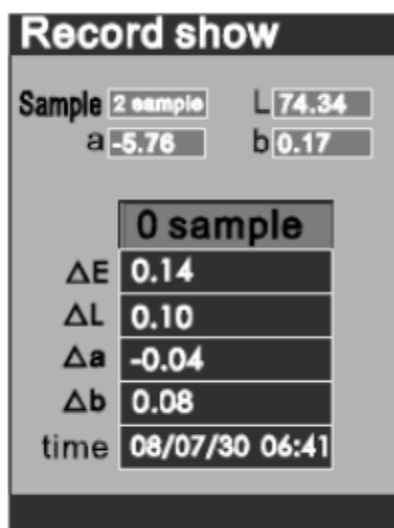 Record show
Sample 2 sample L 74.34
a -5.76 b 0.17
0 sample
ΔE 0.14
ΔL 0.10
Δa -0.04
Δb 0.08
time 08/07/30 06:41